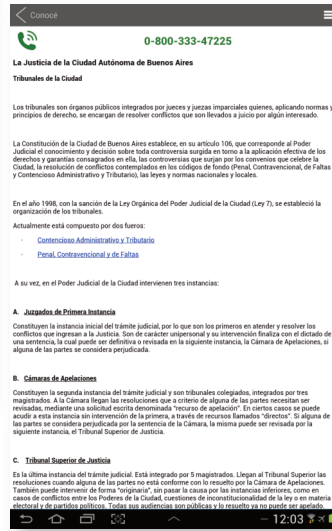 Conocé
0-800-333-47225
La Justicia de la Ciudad Autónoma de Buenos Aires
Tribunales de la Ciudad
Los tribunales son órganos públicos integrados por jueces y juezas imparciales quienes, aplicando normas y
principios de derecho, se encargan de resolver conflictos que son llevados a juicio por algún interesado.
La Constitución de la Ciudad de Buenos Aires establece, en su artículo 106, que corresponde al Poder
Judicial el conocimiento y decisión sobre toda controversia surgida en torno a la aplicación efectiva de los
derechos y garantías consagrados en ella, las controversias que surjan por los convenios que celebre la
Ciudad, la resolución de conflictos contemplados en los códigos de fondo (Penal, Contravencional, de Faltas
y Contencioso Administrativo y Tributario), las leyes y normas nacionales y locales.
En el año 1998, con la sanción de la Ley Orgánica del Poder Judicial de la Ciudad (Ley 7), se estableció la
organización de los tribunales.
Actualmente está compuesto por dos fueros:
· Contencioso Administrativo y Tributario
· Penal, Contravencional y de Faltas
A su vez, en el Poder Judicial de la Ciudad intervienen tres instancias:
A. Juzgados de Primera Instancia
Constituyen la instancia inicial del trámite judicial, por lo que son los primeros en atender y resolver los
conflictos que ingresan a la Justicia. Son de carácter unipersonal y su intervención finaliza con el dictado de
una sentencia, la cual puede ser definitiva o revisada en la siguiente instancia, la Cámara de Apelaciones, si
alguna de las partes se considera perjudicada.
B. Cámaras de Apelaciones
Constituyen la segunda instancia del trámite judicial y son tribunales colegiados, integrados por tres
magistrados. A la Cámara llegan las resoluciones que a criterio de alguna de las partes necesitan ser
revisadas, mediante una solicitud escrita denominada "recurso de apelación". En ciertos casos se puede
acudir a esta instancia sin intervención de la primera, a través de recursos llamados "directos". Si alguna de
las partes se considera perjudicada por la sentencia de la Cámara, la misma puede ser revisada por la
siguiente instancia, el Tribunal Superior de Justicia.
C. Tribunal Superior de Justicia
Es la última instancia del trámite judicial. Está integrado por 5 magistrados. Llegan al Tribunal Superior las
resoluciones cuando alguna de las partes no está conforme con lo resuelto por la Cámara de Apelaciones.
También puede intervenir de forma "originaria", sin pasar la causa por las instancias inferiores, como en
casos de conflictos entre los Poderes de la Ciudad, cuestiones de inconstitucionalidad de la ley o en materia
electoral y de partidos políticos. Todas sus audiencias son públicas y lo resuelto ya no puede ser apelado
12:03